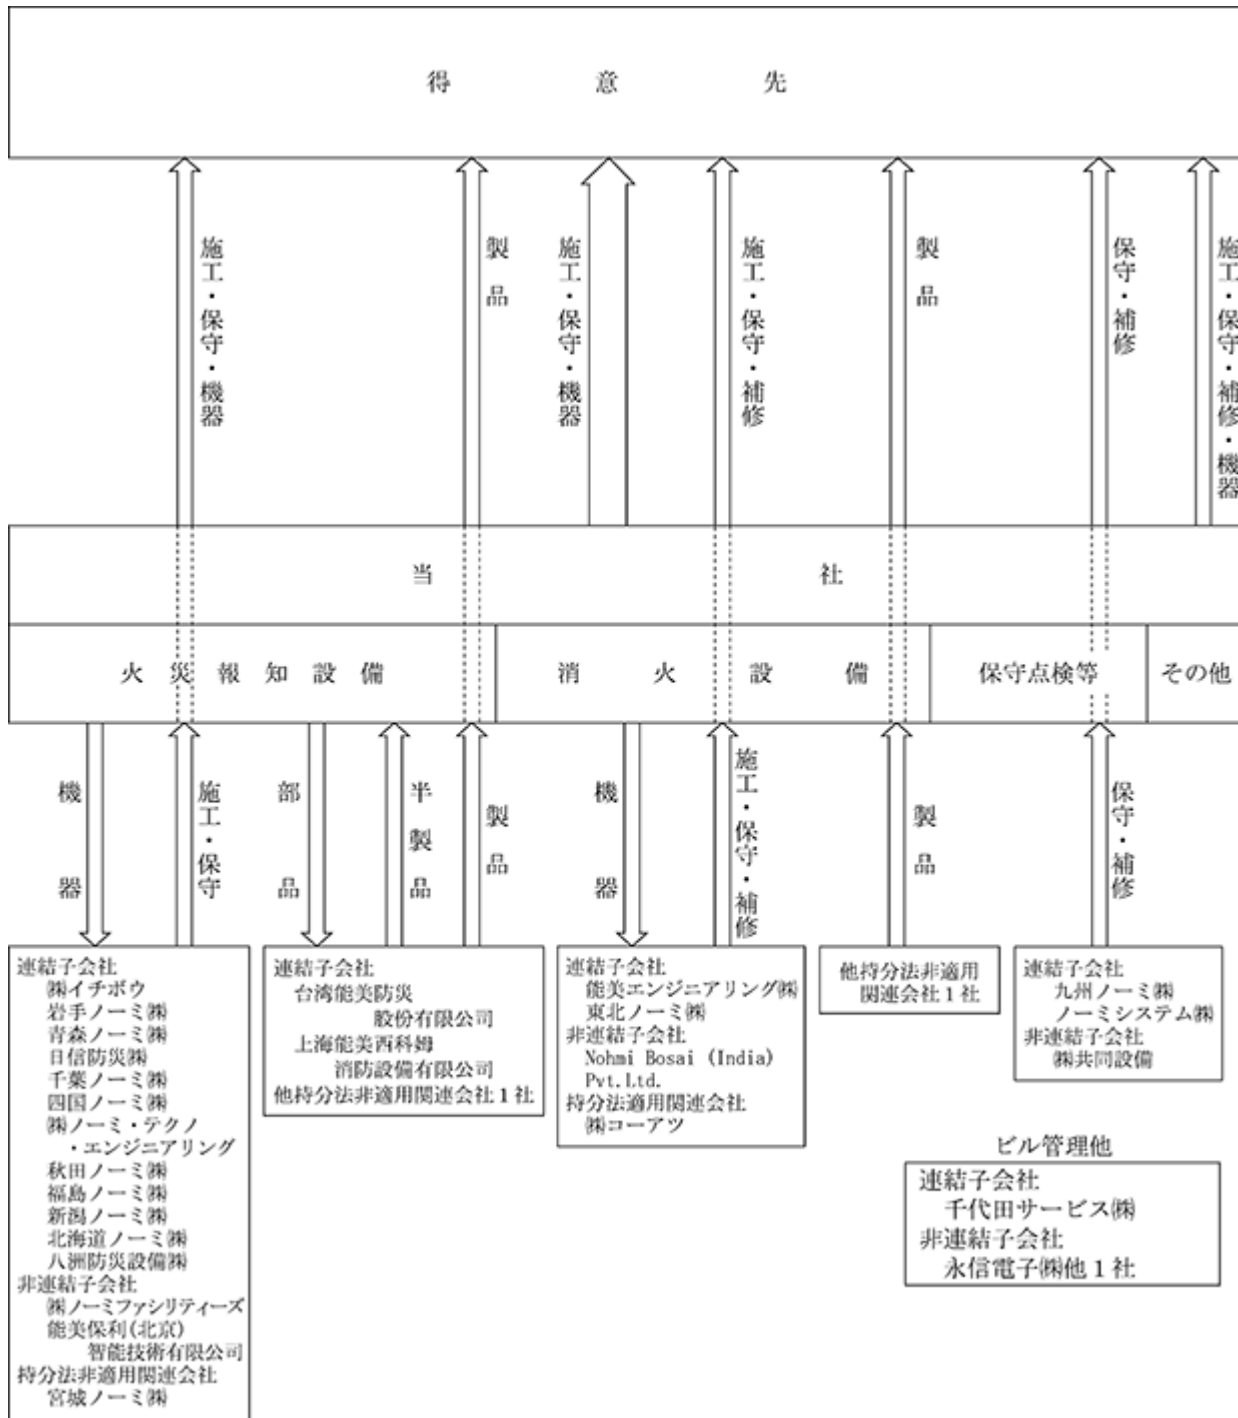 得意先
施工・保守・機器
製品
施工・保守・機器
施工・保守・補修
製品
保守・補修
施工・保守・補修・機器
当社
火災報知設備
消火設備
保守点検等
その他
機器
施工・保守
部品
半製品
製品
機器
施工・保守・補修
製品
保守・補修
連結子会社
㈱イチボウ
岩手ノーミ㈱
青森ノーミ㈱
日信防災㈱
千葉ノーミ㈱
四国ノーミ㈱
㈱ノーミ・テクノ
・エンジニアリング
秋田ノーミ㈱
福島ノーミ㈱
新潟ノーミ㈱
北海道ノーミ㈱
八洲防災設備㈱
非連結子会社
㈱ノーミファシリティーズ
能美保利(北京)
智能技術有限公司
持分法非適用関連会社
宮城ノーミ㈱
連結子会社
台湾能美防災
股份有限公司
上海能美西科姆
消防設備有限公司
他持分法非適用関連会社1社
連結子会社
能美エンジニアリング㈱
東北ノーミ㈱
非連結子会社
Nohmi Bosai (India)
Pvt.Ltd.
持分法適用関連会社
㈱コーアツ
他持分法非適用
関連会社1社
連結子会社
九州ノーミ㈱
ノーミシステム㈱
非連結子会社
㈱共同設備
ビル管理他
連結子会社
千代田サービス㈱
非連結子会社
永信電子㈱他1社